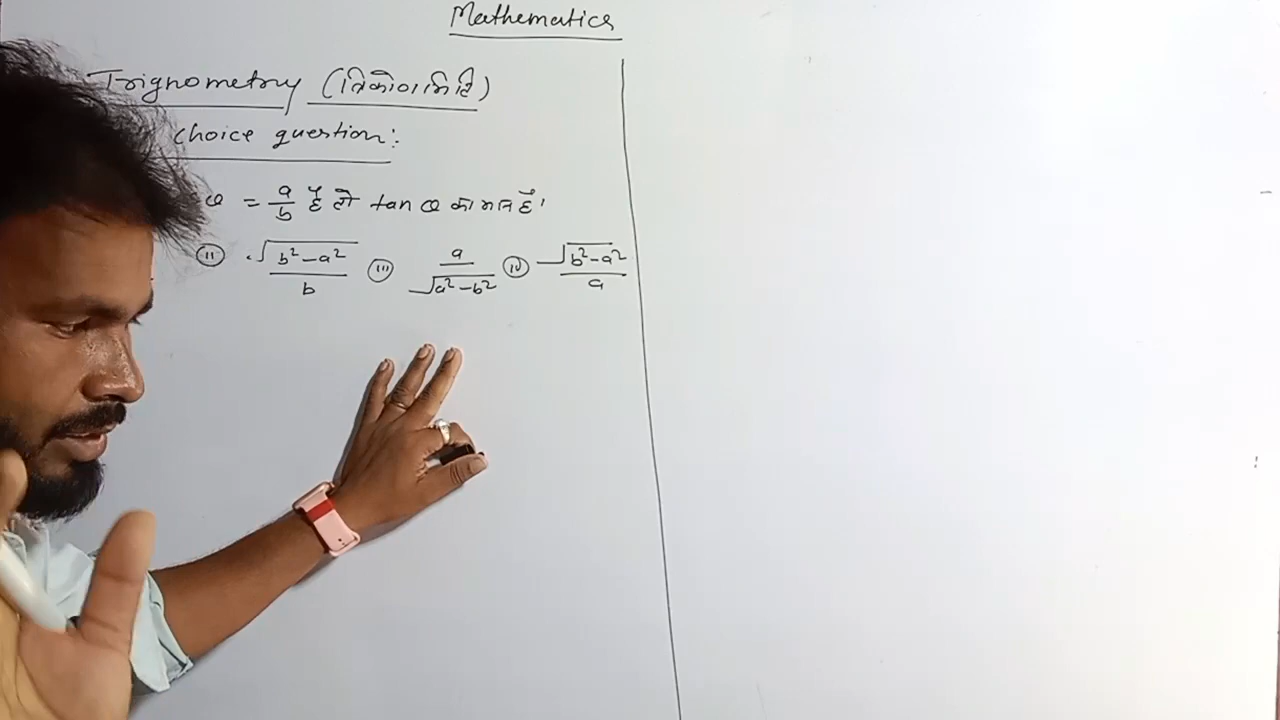 Mathematics
Trignometry (त्रिकोणमिति)
choice question:
θ = a/b है तो tan θ का मान है।
(ii) √b²-a²/b (iii) a/√a²-b² (iv) √b²-a²/a